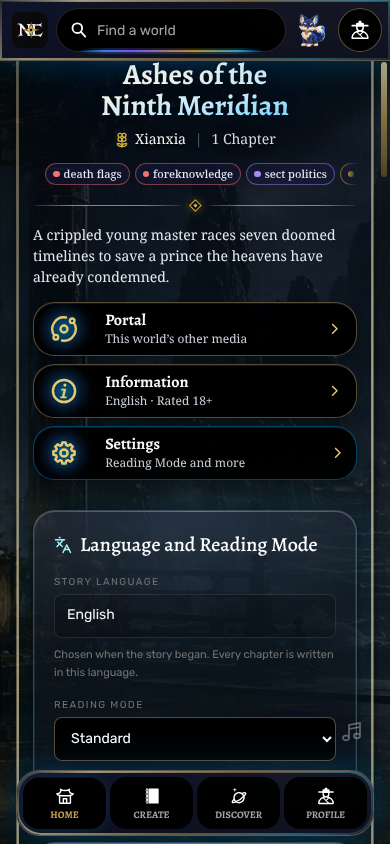 NE
Find a world
Ashes of the
Ninth Meridian
Xianxia | 1 Chapter
death flags
foreknowledge
sect politics
A crippled young master races seven doomed
timelines to save a prince the heavens have
already condemned.
Portal
This world's other media
Information
English · Rated 18+
Settings
Reading Mode and more
Language and Reading Mode
STORY LANGUAGE
English
Chosen when the story began. Every chapter is written
in this language.
READING MODE
Standard
HOME
CREATE
DISCOVER
PROFILE